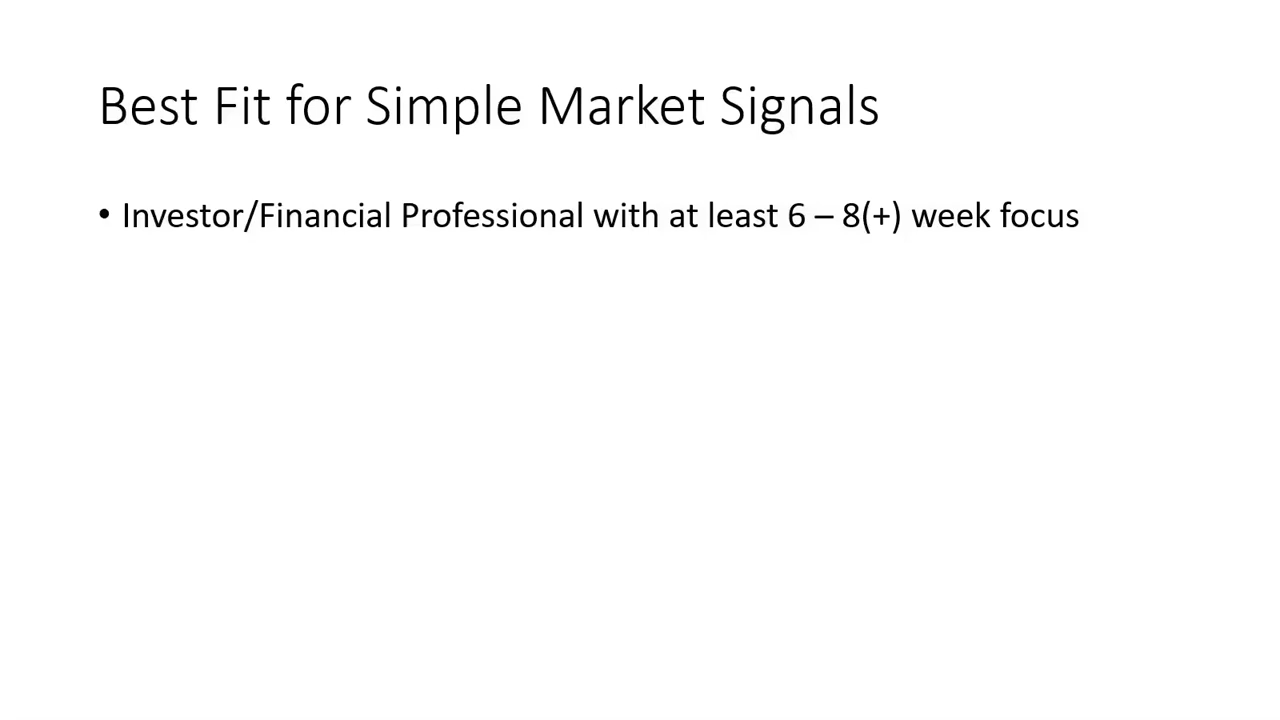 Best Fit for Simple Market Signals
• Investor/Financial Professional with at least 6 – 8(+) week focus